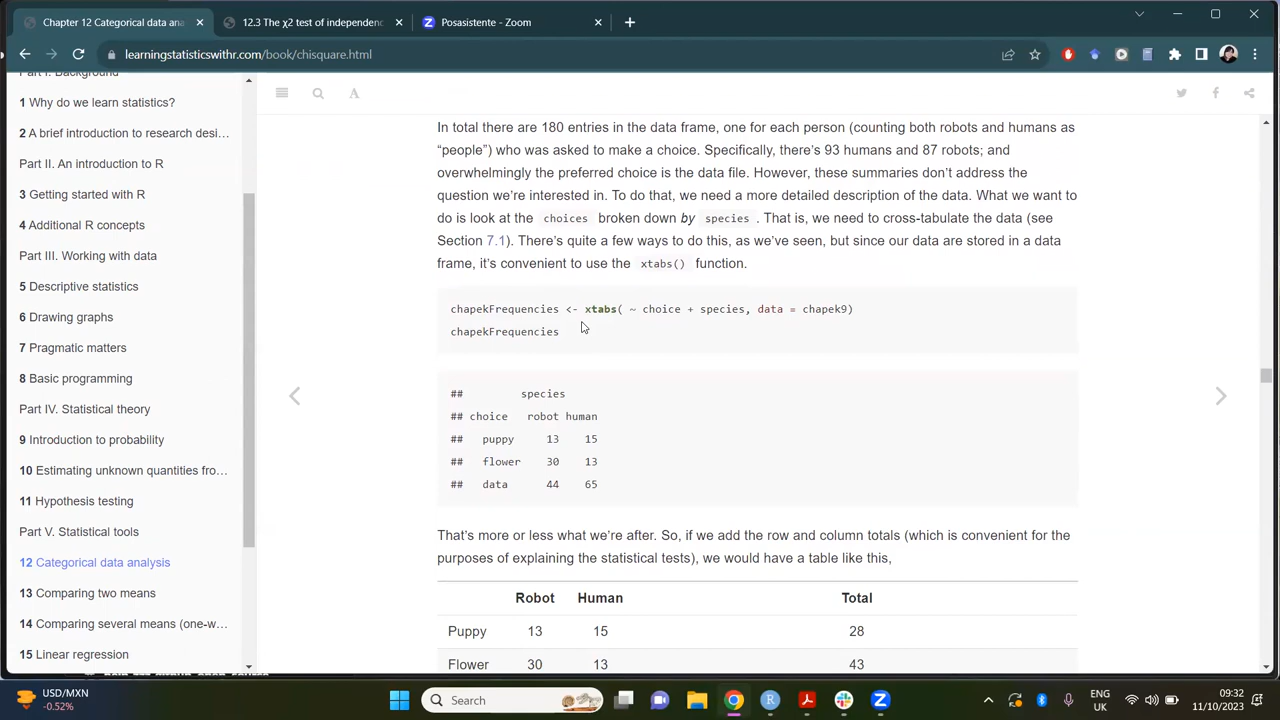 Chapter 12 Categorical data ana
12.3 The χ2 test of independenc
Posasistente - Zoom
learningstatisticswithr.com/book/chisquare.html
Part I. Background
1 Why do we learn statistics?
2 A brief introduction to research desi…
Part II. An introduction to R
3 Getting started with R
4 Additional R concepts
Part III. Working with data
5 Descriptive statistics
6 Drawing graphs
7 Pragmatic matters
8 Basic programming
Part IV. Statistical theory
9 Introduction to probability
10 Estimating unknown quantities fro…
11 Hypothesis testing
Part V. Statistical tools
12 Categorical data analysis
13 Comparing two means
14 Comparing several means (one-w…
15 Linear regression
A
In total there are 180 entries in the data frame, one for each person (counting both robots and humans as
“people”) who was asked to make a choice. Specifically, there’s 93 humans and 87 robots; and
overwhelmingly the preferred choice is the data file. However, these summaries don’t address the
question we’re interested in. To do that, we need a more detailed description of the data. What we want to
do is look at the choices broken down by species . That is, we need to cross-tabulate the data (see
Section 7.1). There’s quite a few ways to do this, as we’ve seen, but since our data are stored in a data
frame, it’s convenient to use the xtabs() function.
chapekFrequencies <- xtabs( ~ choice + species, data = chapek9)
chapekFrequencies
## species
## choice robot human
## puppy 13 15
## flower 30 13
## data 44 65
That’s more or less what we’re after. So, if we add the row and column totals (which is convenient for the
purposes of explaining the statistical tests), we would have a table like this,
Robot Human Total
Puppy 13 15 28
Flower 30 13 43
USD/MXN
-0.52%
Search
ENG
UK
09:32
11/10/2023